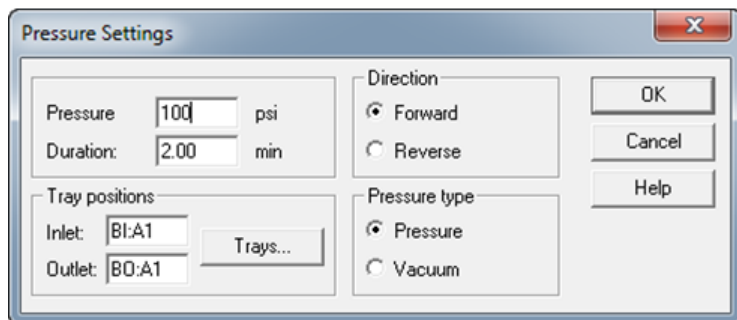 Pressure Settings
Pressure 100 psi
Duration: 2.00 min
Direction
Forward
Reverse
OK
Cancel
Help
Tray positions
Inlet: BI:A1
Outlet: BO:A1
Trays...
Pressure type
Pressure
Vacuum